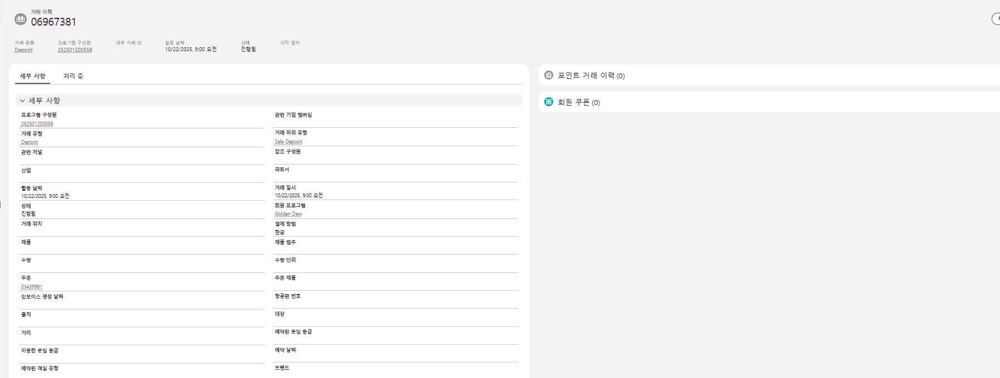 거래 이력
06967381
거래 유형
Deposit
프로그램 구성원
252501200558
외부 거래 ID
활동 날짜
10/22/2025, 9:00 오전
상태
진행됨
시작 일자
세부 사항
처리 중
세부 사항
프로그램 구성원
252501200558
관련 기업 멤버십
거래 유형
Deposit
거래 하위 유형
Sale Deposit
관련 저널
참조 구성원
산업
파트너
활동 날짜
10/22/2025, 9:00 오전
거래 일시
10/22/2025, 9:00 오전
상태
진행됨
회원 프로그램
Golden Dew
거래 위치
결제 방법
현금
제품
제품 범주
수량
수량 단위
주문
03439981
주문 제품
인보이스 생성 날짜
항공편 번호
출처
대상
거리
예약된 운임 등급
이동한 운임 등급
예약 날짜
예약된 객실 유형
브랜드
포인트 거래 이력 (0)
회원 쿠폰 (0)